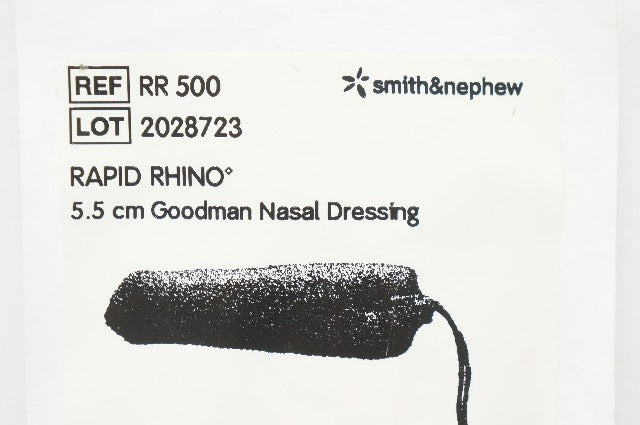 REF RR 500
smith&nephew
LOT 2028723
RAPID RHINO◊
5.5 cm Goodman Nasal Dressing